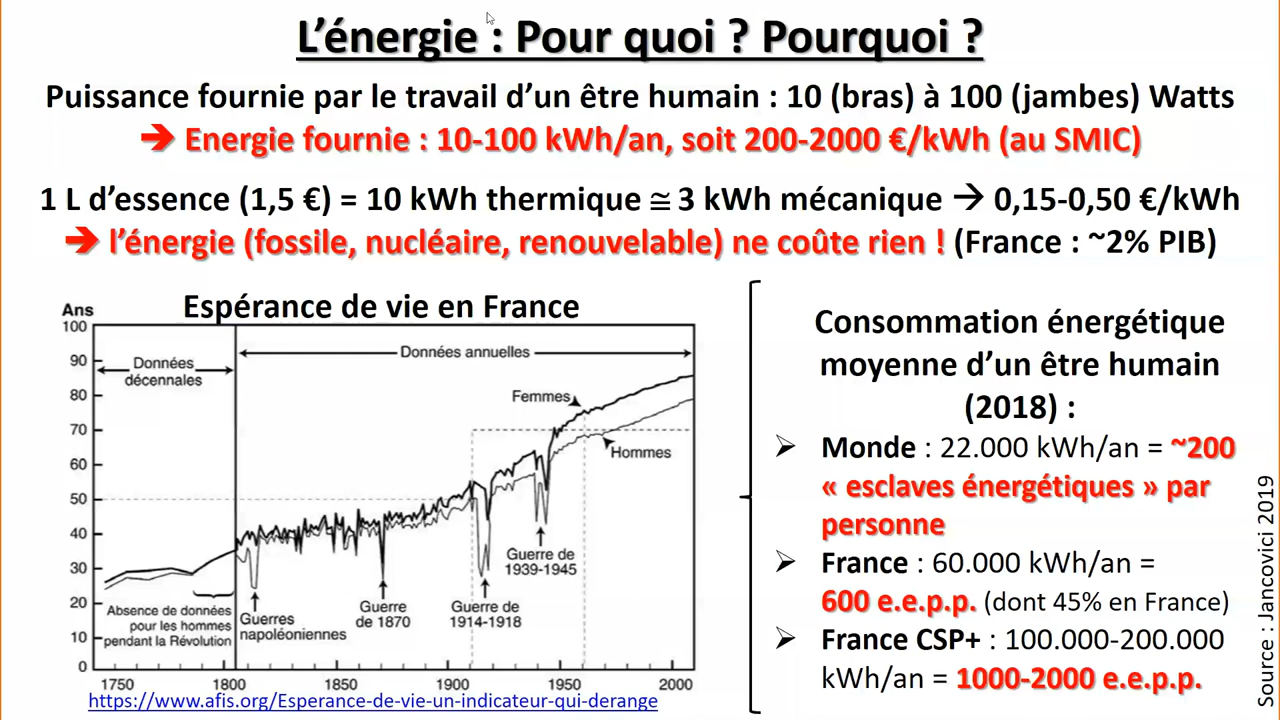 L’énergie : Pour quoi ? Pourquoi ?
Puissance fournie par le travail d’un être humain : 10 (bras) à 100 (jambes) Watts
➔ Energie fournie : 10-100 kWh/an, soit 200-2000 €/kWh (au SMIC)
1 L d’essence (1,5 €) = 10 kWh thermique ≅ 3 kWh mécanique → 0,15-0,50 €/kWh
➔ l’énergie (fossile, nucléaire, renouvelable) ne coûte rien ! (France : ~2% PIB)
Espérance de vie en France
Ans
100
90
80
70
60
50
40
30
20
10
0
Données
décennales
Données annuelles
Femmes
Hommes
Guerre de
1939-1945
Absence de données
pour les hommes
pendant la Révolution
Guerres
napoléoniennes
Guerre
de 1870
Guerre de
1914-1918
1750 1800 1850 1900 1950 2000
https://www.afis.org/Esperance-de-vie-un-indicateur-qui-derange
Consommation énergétique
moyenne d’un être humain
(2018) :
➢ Monde : 22.000 kWh/an = ~200
« esclaves énergétiques » par
personne
➢ France : 60.000 kWh/an =
600 e.e.p.p. (dont 45% en France)
➢ France CSP+ : 100.000-200.000
kWh/an = 1000-2000 e.e.p.p.
Source : Jancovici 2019